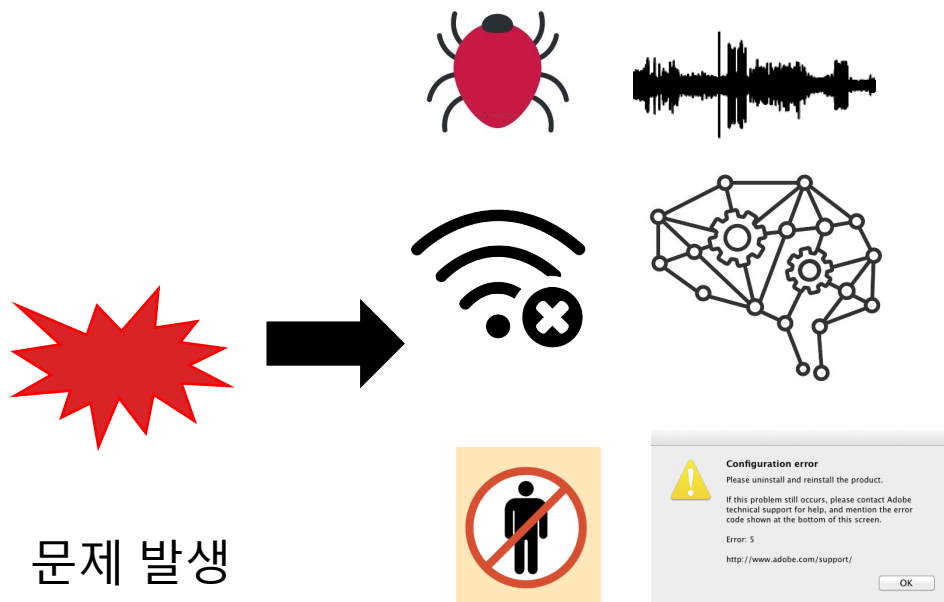 문제 발생
Configuration error
Please uninstall and reinstall the product.
If this problem still occurs, please contact Adobe
technical support for help, and mention the error
code shown at the bottom of this screen.
Error: 5
http://www.adobe.com/support/
OK